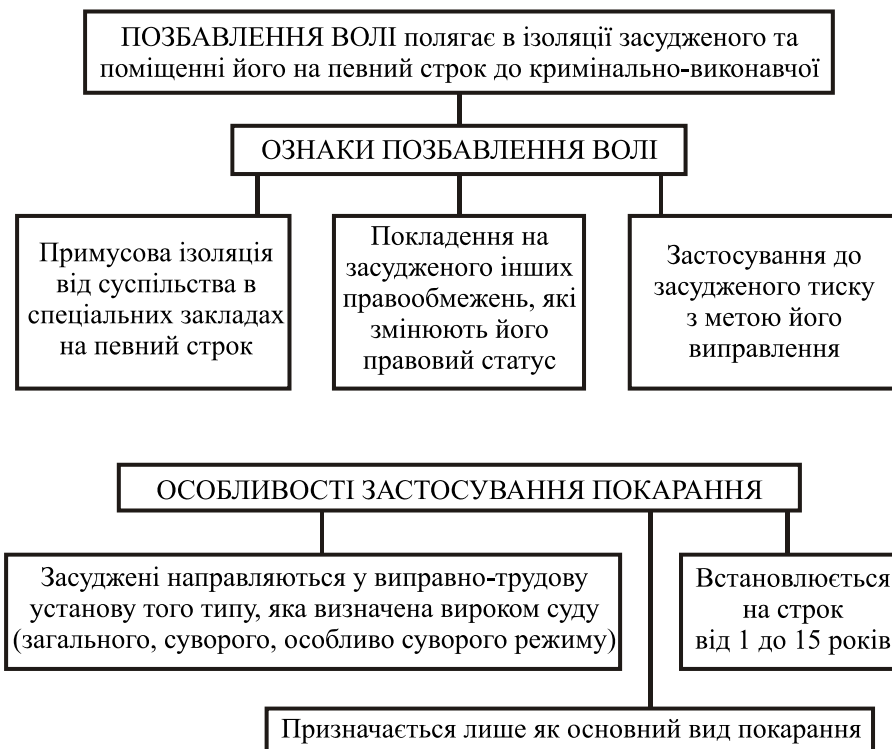 ПОЗБАВЛЕННЯ ВОЛІ полягає в ізоляції засудженого та
поміщенні його на певний строк до кримінально-виконавчої
ОЗНАКИ ПОЗБАВЛЕННЯ ВОЛІ
Примусова ізоляція
від суспільства в
спеціальних закладах
на певний строк
Покладення на
засудженого інших
правообмежень, які
змінюють його
правовий статус
Застосування до
засудженого тиску
з метою його
виправлення
ОСОБЛИВОСТІ ЗАСТОСУВАННЯ ПОКАРАННЯ
Засуджені направляються у виправно-трудову
установу того типу, яка визначена вироком суду
(загального, суворого, особливо суворого режиму)
Встановлюється
на строк
від 1 до 15 років
Призначається лише як основний вид покарання